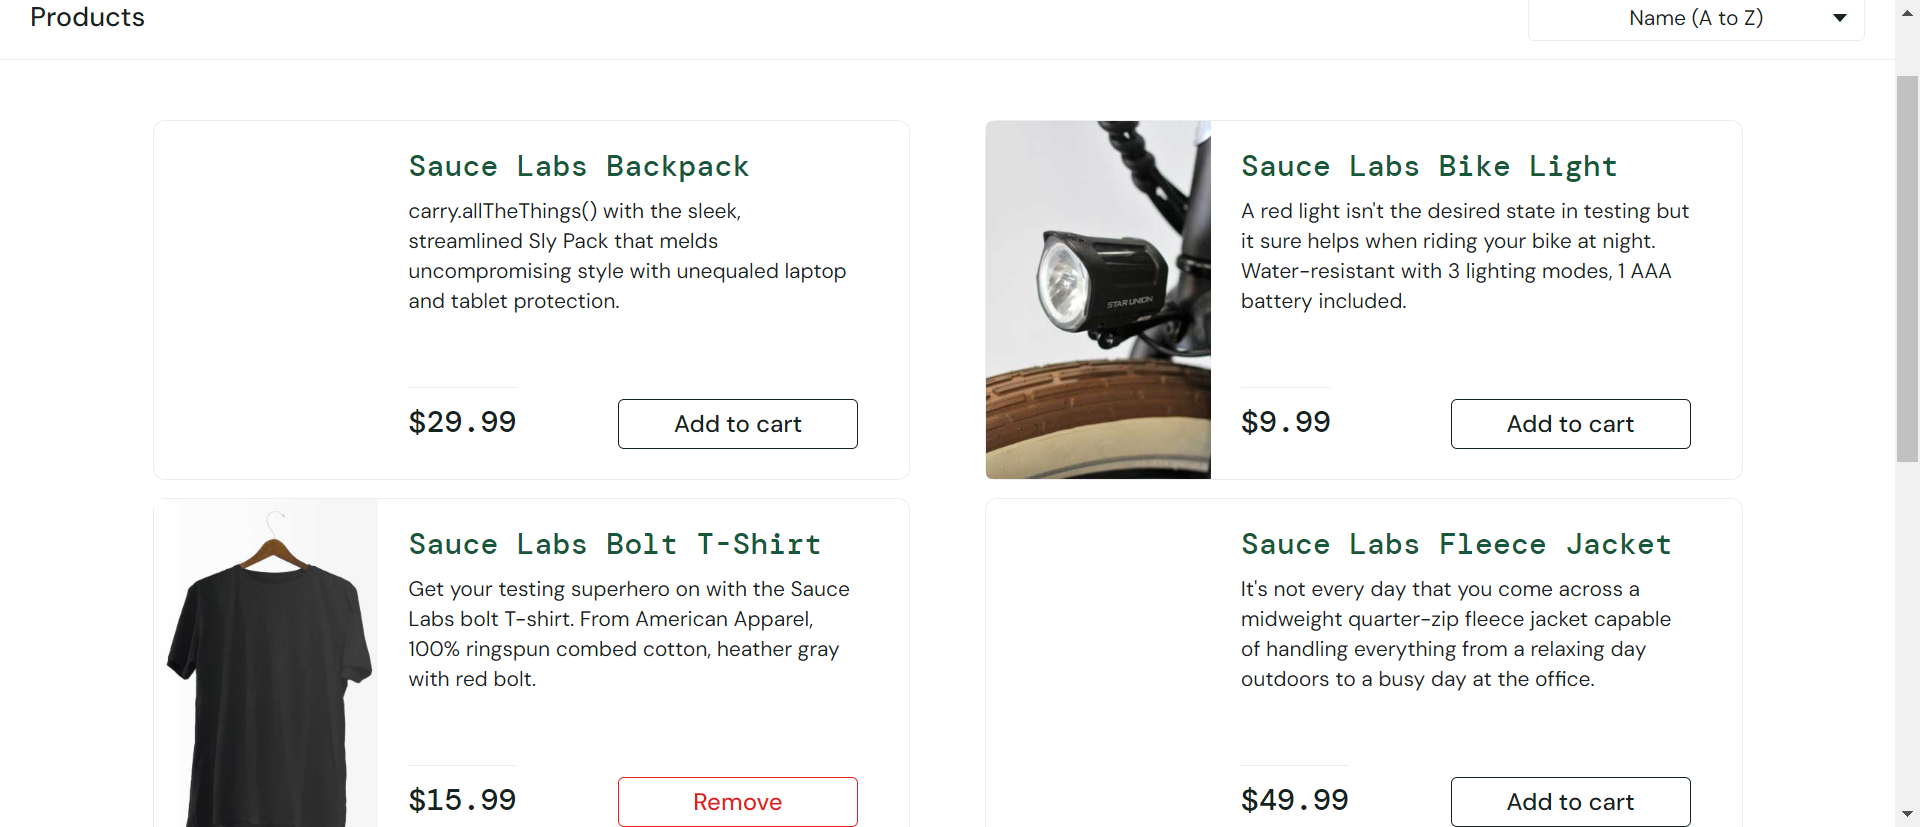 Products
Name (A to Z)
Sauce Labs Backpack
carry.allTheThings() with the sleek,
streamlined Sly Pack that melds
uncompromising style with unequaled laptop
and tablet protection.
$29.99
Add to cart
Sauce Labs Bike Light
A red light isn't the desired state in testing but
it sure helps when riding your bike at night.
Water-resistant with 3 lighting modes, 1 AAA
battery included.
STAR UNION
$9.99
Add to cart
Sauce Labs Bolt T-Shirt
Get your testing superhero on with the Sauce
Labs bolt T-shirt. From American Apparel,
100% ringspun combed cotton, heather gray
with red bolt.
$15.99
Remove
Sauce Labs Fleece Jacket
It's not every day that you come across a
midweight quarter-zip fleece jacket capable
of handling everything from a relaxing day
outdoors to a busy day at the office.
$49.99
Add to cart